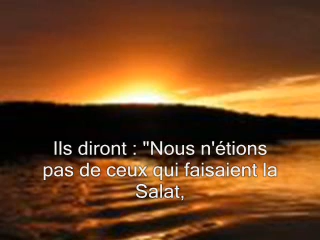 Ils diront : "Nous n'étions
pas de ceux qui faisaient la
Salat,